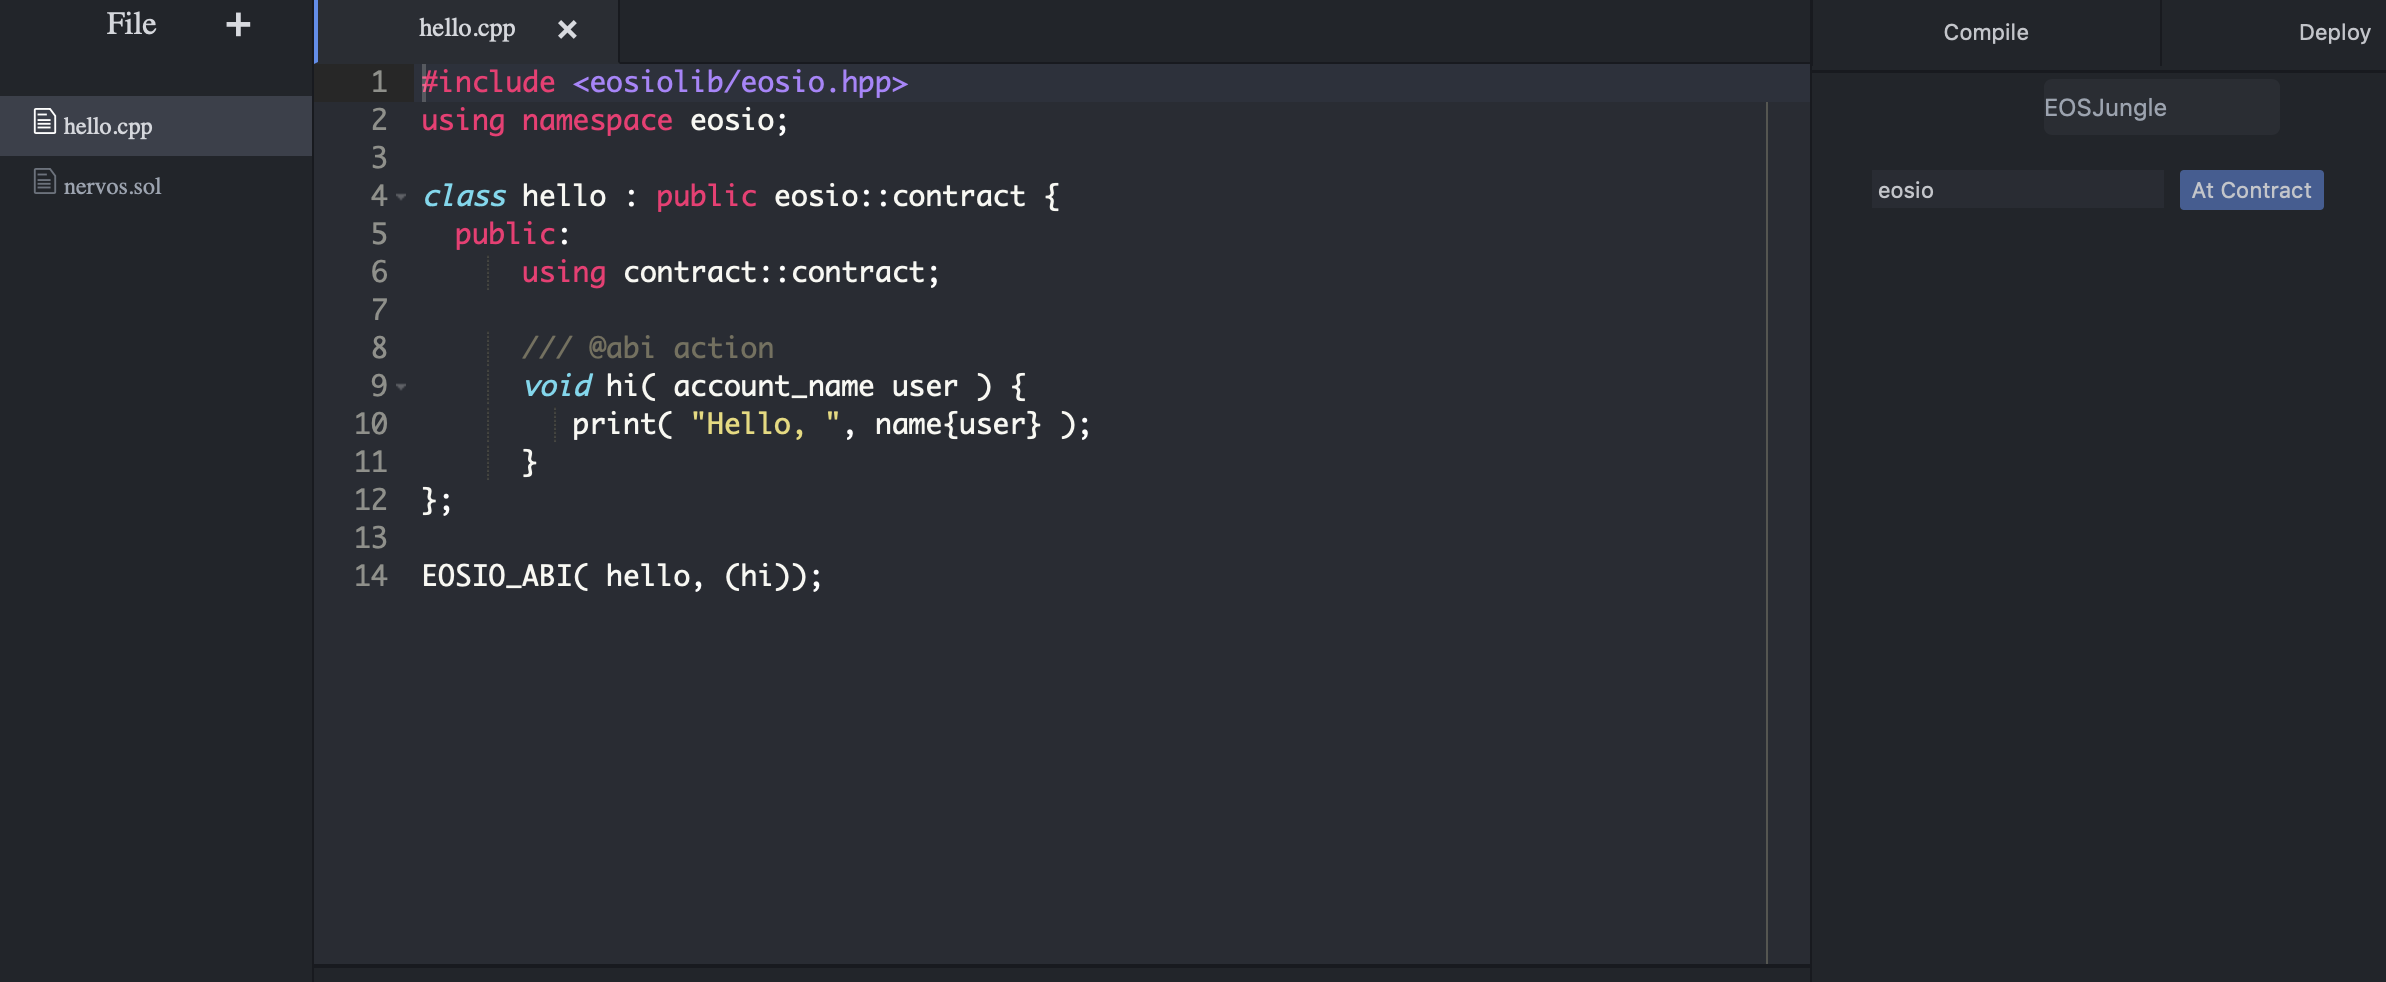 File +
hello.cpp
nervos.sol
hello.cpp ×
1 #include <eosiolib/eosio.hpp>
2 using namespace eosio;
3
4 class hello : public eosio::contract {
5   public:
6       using contract::contract;
7
8       /// @abi action
9       void hi( account_name user ) {
10          print( "Hello, ", name{user} );
11       }
12 };
13
14 EOSIO_ABI( hello, (hi));
Compile
Deploy
EOSJungle
eosio
At Contract